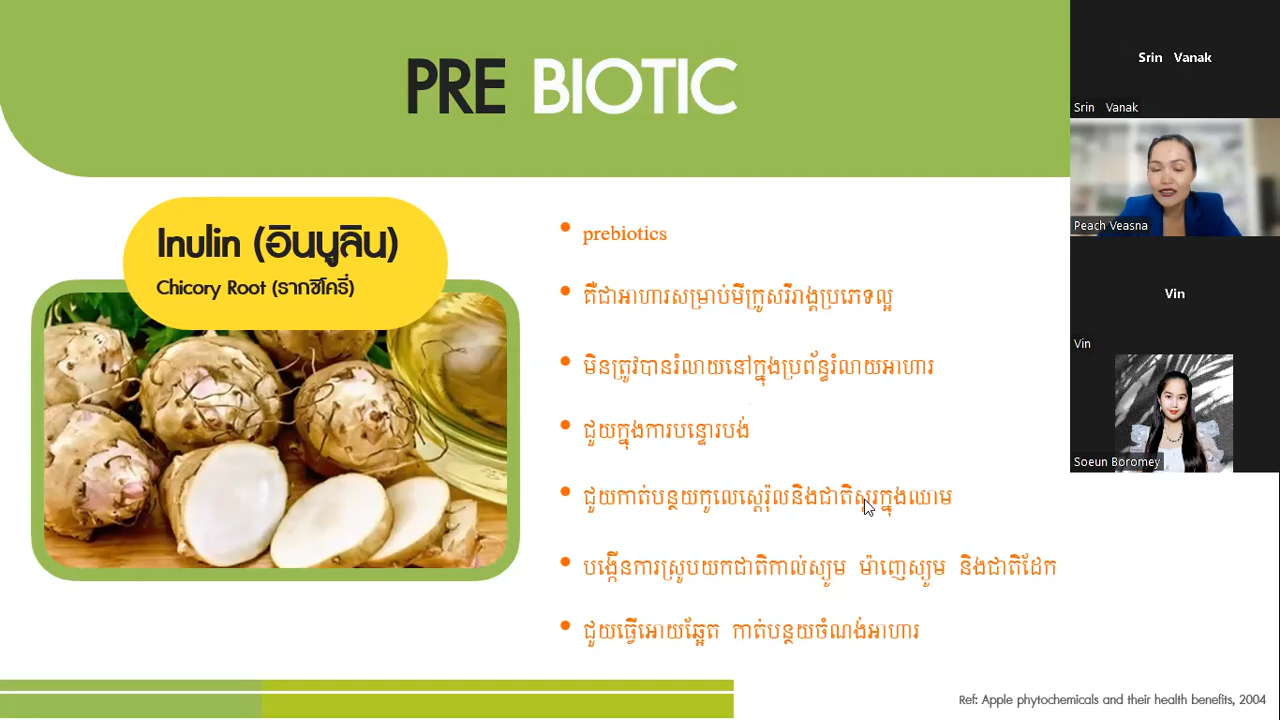 PRE BIOTIC
Inulin (อินนูลิน)
Chicory Root (รากชิโครี่)
• prebiotics
• គឺជាអាហារសម្រាប់មីក្រូសរីរាង្គប្រភេទល្អ
• មិនត្រូវបានរំលាយនៅក្នុងប្រព័ន្ធរំលាយអាហារ
• ជួយក្នុងការបន្ទោរបង់
• ជួយកាត់បន្ថយកូលេស្តេរ៉ុលនិងជាតិស្ករក្នុងឈាម
• បង្កើនការស្រូបយកជាតិកាល់ស្យូម ម៉ាញេស្យូម និងជាតិដែក
• ជួយធ្វើអោយឆ្អែត កាត់បន្ថយចំណង់អាហារ
Ref: Apple phytochemicals and their health benefits, 2004
Srin Vanak
Srin Vanak
Peach Veasna
Vin
Vin
Soeun Boromey